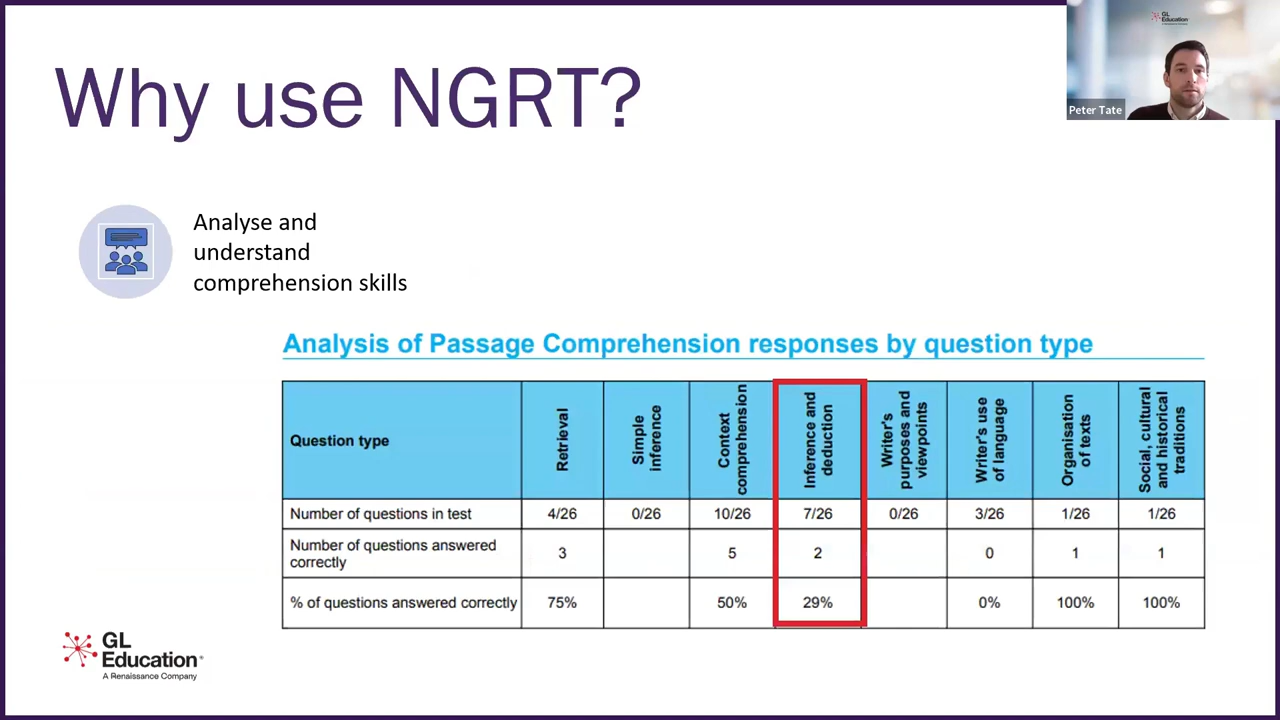 Why use NGRT?
GL
Education
A Renaissance Company
Peter Tate
Analyse and
understand
comprehension skills
Analysis of Passage Comprehension responses by question type
Question type
Retrieval
Simple
inference
Context
comprehension
Inference and
deduction
Writer's
purposes and
viewpoints
Writer's use
of language
Organisation
of texts
Social, cultural
and historical
traditions
Number of questions in test 4/26 0/26 10/26 7/26 0/26 3/26 1/26 1/26
Number of questions answered
correctly 3 5 2 0 1 1
% of questions answered correctly 75% 50% 29% 0% 100% 100%
GL
Education
A Renaissance Company